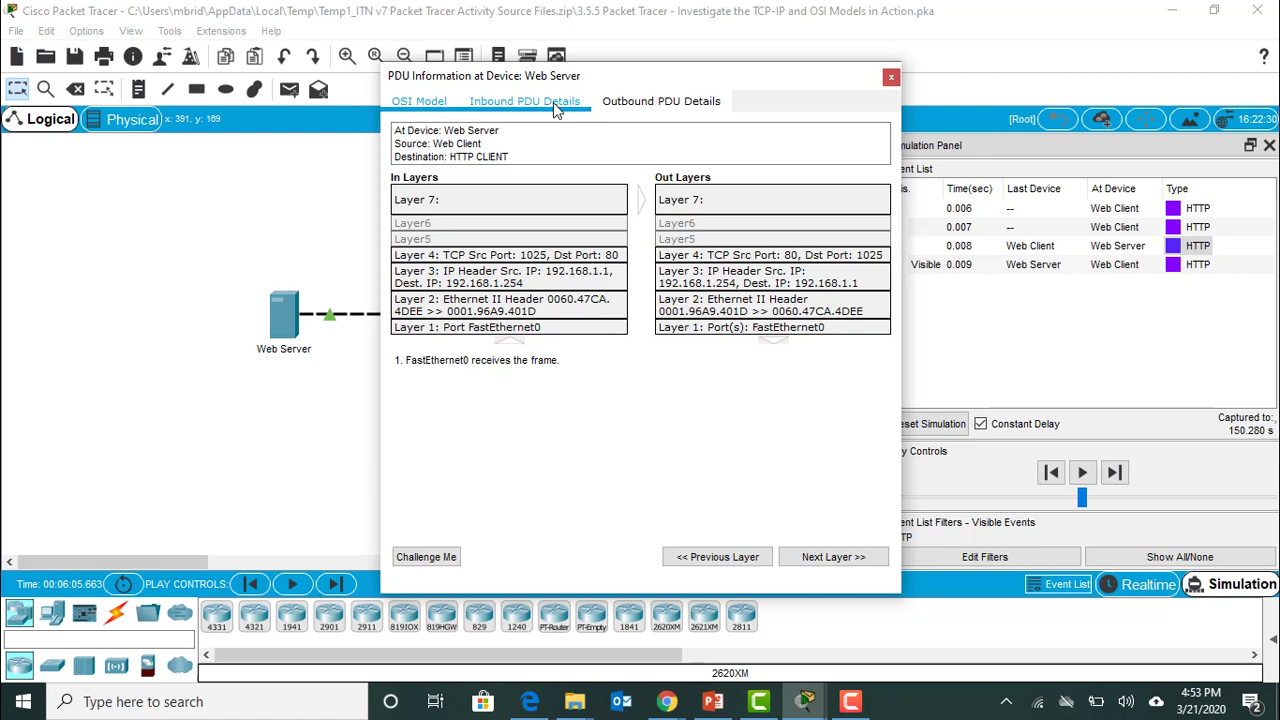 Cisco Packet Tracer - C:\Users\mbrid\AppData\Local\Temp\Temp1_ITN v7 Packet Tracer Activity Source Files.zip\3.5.5 Packet Tracer - Investigate the TCP-IP and OSI Models in Action.pka
File Edit Options View Tools Extensions Help
PDU Information at Device: Web Server
OSI Model Inbound PDU Details Outbound PDU Details
Logical Physical x: 391, y: 169 [Root] 16:22:30
At Device: Web Server
Source: Web Client
Destination: HTTP CLIENT
In Layers
Layer 7:
Layer6
Layer5
Layer 4: TCP Src Port: 1025, Dst Port: 80
Layer 3: IP Header Src. IP: 192.168.1.1,
Dest. IP: 192.168.1.254
Layer 2: Ethernet II Header 0060.47CA.
4DEE >> 0001.96A9.401D
Layer 1: Port FastEthernet0
Out Layers
Layer 7:
Layer6
Layer5
Layer 4: TCP Src Port: 80, Dst Port: 1025
Layer 3: IP Header Src. IP:
192.168.1.254, Dest. IP: 192.168.1.1
Layer 2: Ethernet II Header
0001.96A9.401D >> 0060.47CA.4DEE
Layer 1: Port(s): FastEthernet0
1. FastEthernet0 receives the frame.
Challenge Me << Previous Layer Next Layer >>
Web Server
Simulation Panel
ent List
is. Time(sec) Last Device At Device Type
0.006 -- Web Client HTTP
0.007 -- Web Client HTTP
0.008 Web Client Web Server HTTP
Visible 0.009 Web Server Web Client HTTP
eset Simulation Constant Delay Captured to:
150.280 s
y Controls
ent List Filters - Visible Events
TP
Edit Filters Show All/None
Time: 00:06:05.663 PLAY CONTROLS: Event List Realtime Simulation
4331 4321 1941 2901 2911 819IOX 819HGW 829 1240 PT-Router PT-Empty 1841 2620XM 2621XM 2811
2620XM
Type here to search
4:53 PM
3/21/2020
2